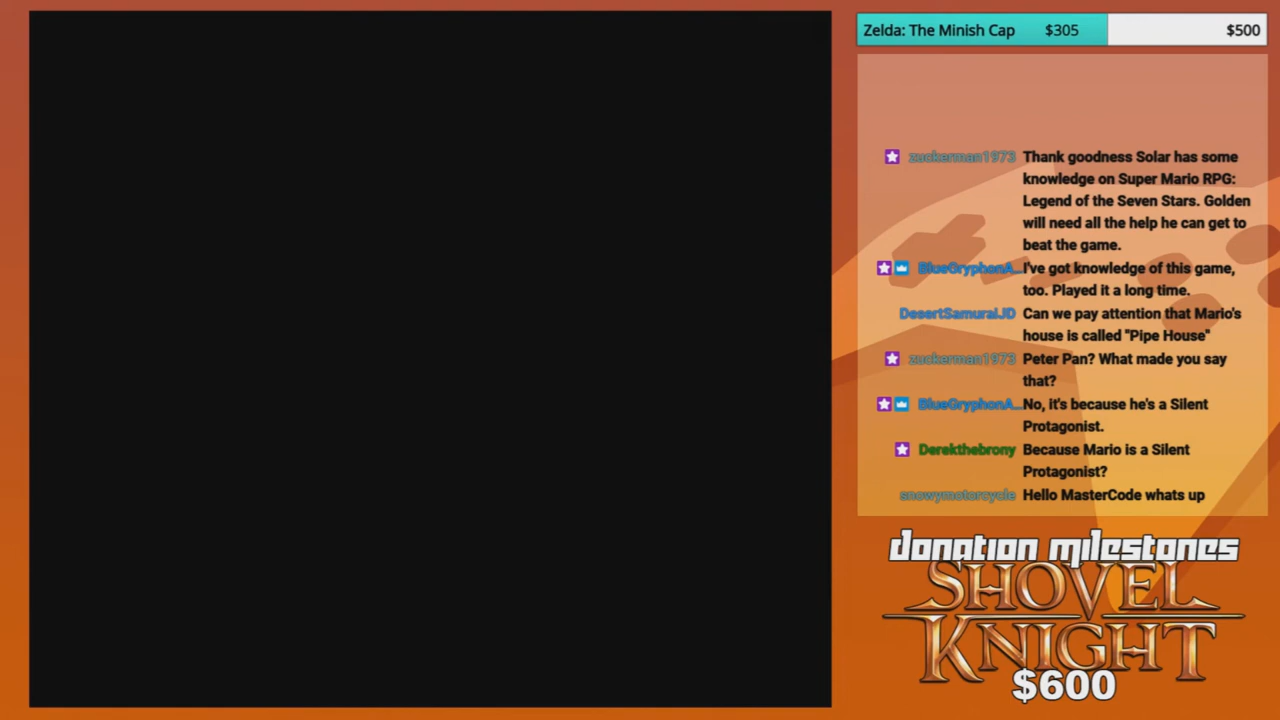 Zelda: The Minish Cap $305 $500
zuckerman1973 Thank goodness Solar has some
knowledge on Super Mario RPG:
Legend of the Seven Stars. Golden
will need all the help he can get to
beat the game.
BlueGryphonA... I've got knowledge of this game,
too. Played it a long time.
DesertSamuraiJD Can we pay attention that Mario's
house is called "Pipe House"
zuckerman1973 Peter Pan? What made you say
that?
BlueGryphonA... No, it's because he's a Silent
Protagonist.
Derekthebrony Because Mario is a Silent
Protagonist?
snowymotorcycle Hello MasterCode whats up
donation milestones
SHOVEL
KNIGHT
$600